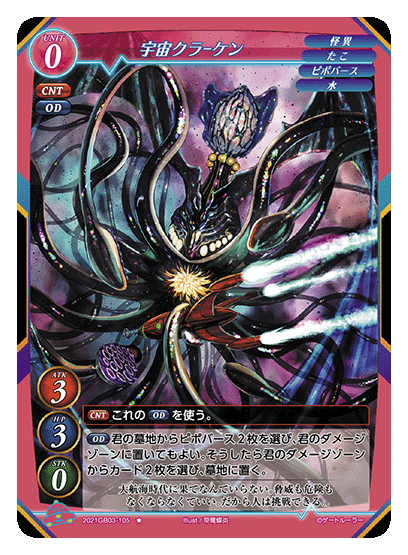 UNIT
0
宇宙クラーケン
怪異
たこ
ピポバース
水
CNT
OD
ATK
3
H.P
3
STK
0
CNT これの OD を使う。
OD 君の墓地からピポバース2枚を選び、君のダメージ
ゾーンに置いてもよい。そうしたら君のダメージゾーン
からカード2枚を選び、墓地に置く。
大航海時代に果てなんていらない。脅威も危険も
なくならなくていい。だから人は挑戦できる。
2021GB03-105 ★ Illust / 草薙蝶炎 ©ゲートルーラー